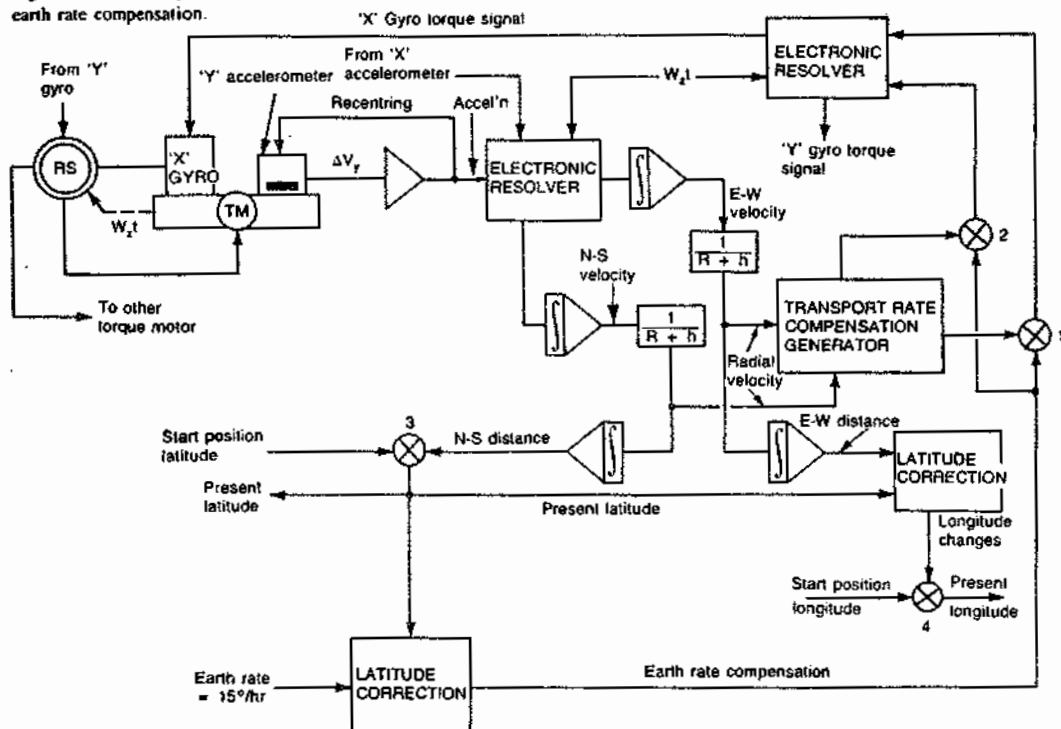 earth rate compensation.
'X' Gyro torque signal
From 'Y'
gyro
'Y' accelerometer
From 'X'
accelerometer
Recentring
Accel'n
W_z t
ELECTRONIC
RESOLVER
'Y' gyro torque
signal
RS
'X'
GYRO
TM
ΔV_Y
ELECTRONIC
RESOLVER
∫
E-W
velocity
W_z t
1
R + h
2
N-S
velocity
To other
torque motor
∫
1
R + h
TRANSPORT RATE
COMPENSATION
GENERATOR
Radial
velocity
3
Start position
latitude
N-S distance
∫
∫
E-W distance
LATITUDE
CORRECTION
Present
latitude
Present latitude
Longitude
changes
Start position
longitude
Present
longitude
4
Earth rate
= 15°/hr
LATITUDE
CORRECTION
Earth rate compensation